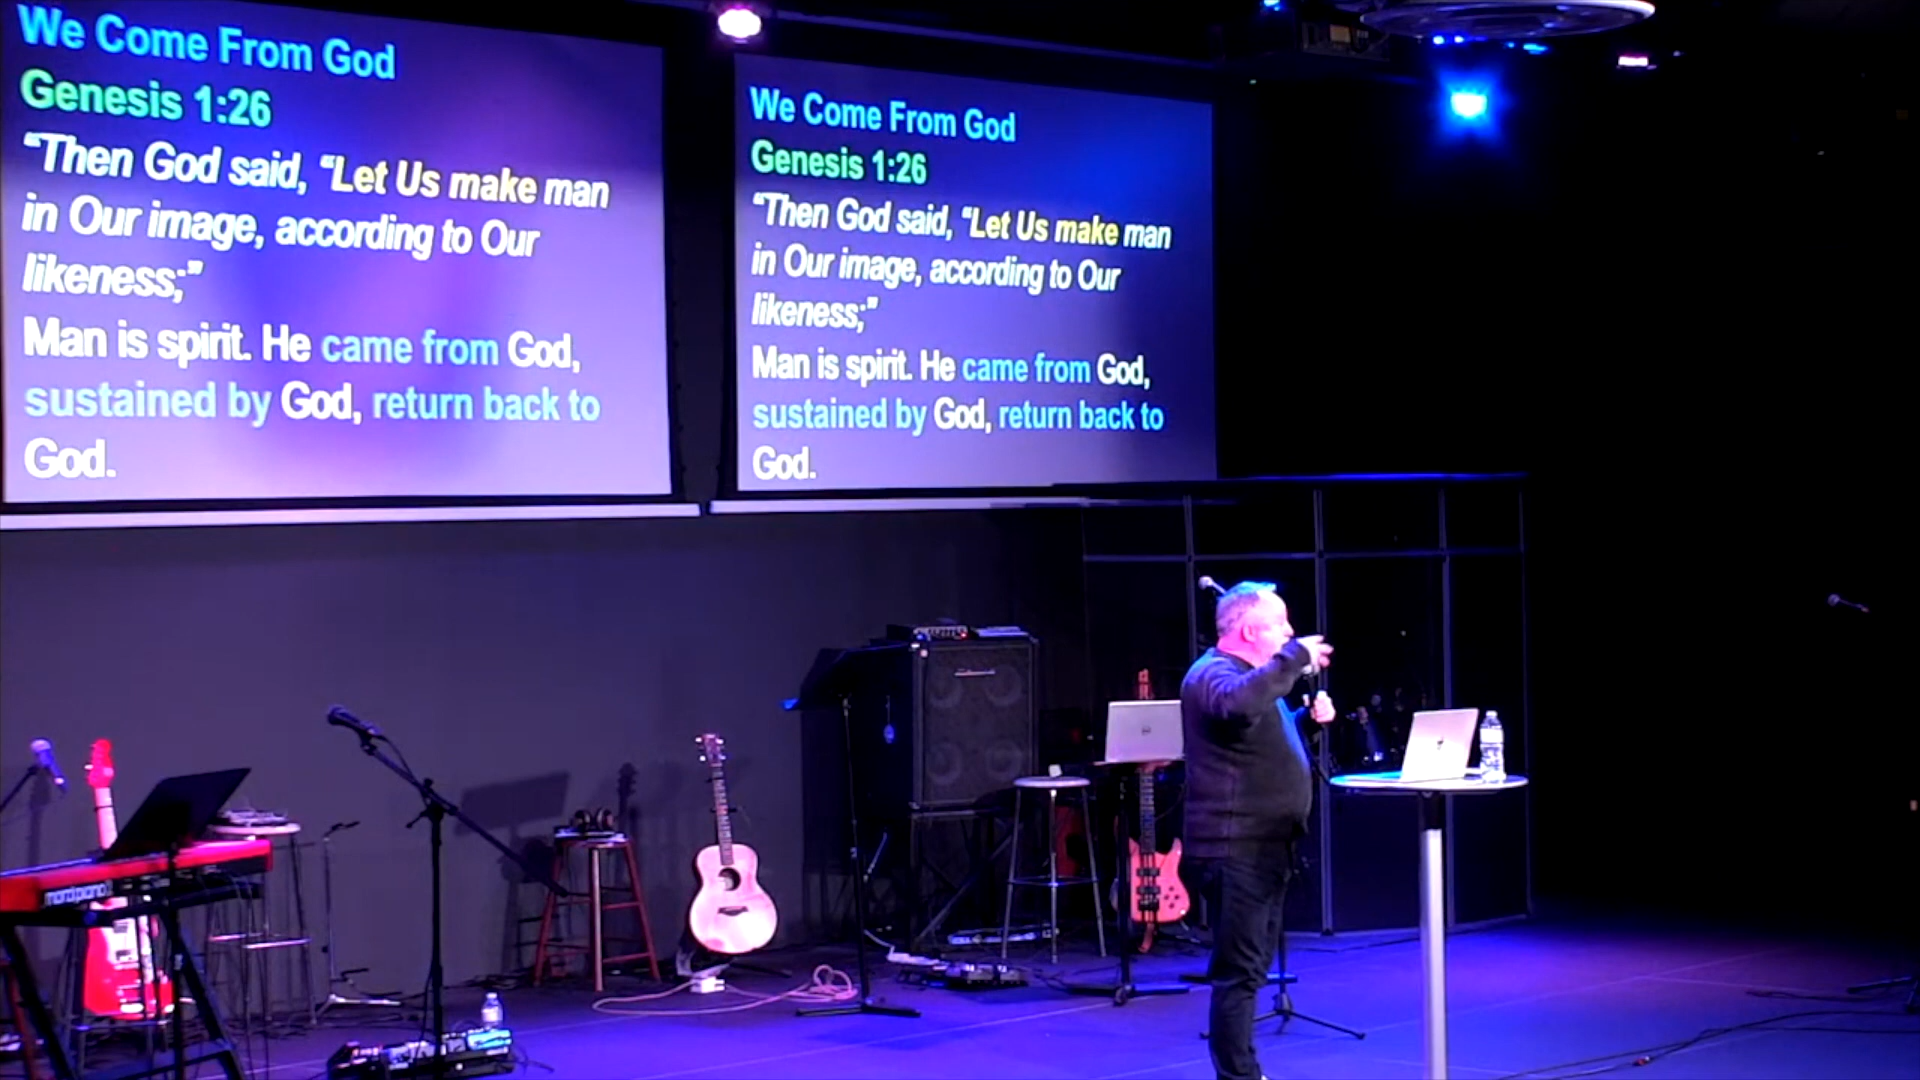 We Come From God
Genesis 1:26
“Then God said, “Let Us make man
in Our image, according to Our
likeness;”
Man is spirit. He came from God,
sustained by God, return back to
God.
We Come From God
Genesis 1:26
“Then God said, “Let Us make man
in Our image, according to Our
likeness;”
Man is spirit. He came from God,
sustained by God, return back to
God.